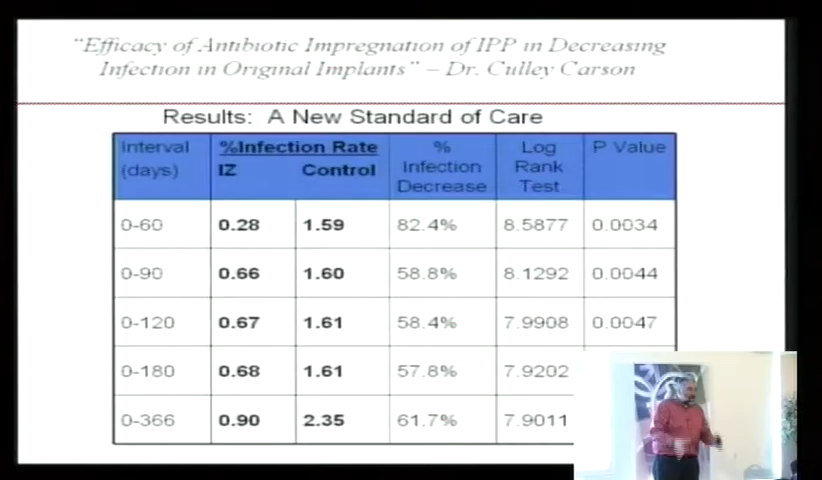 "Efficacy of Antibiotic Impregnation of IPP in Decreasing
Infection in Original Implants" – Dr. Culley Carson
Results: A New Standard of Care
Interval (days) %Infection Rate IZ Control % Infection Decrease Log Rank Test P Value
0-60 0.28 1.59 82.4% 8.5877 0.0034
0-90 0.66 1.60 58.8% 8.1292 0.0044
0-120 0.67 1.61 58.4% 7.9908 0.0047
0-180 0.68 1.61 57.8% 7.9202
0-366 0.90 2.35 61.7% 7.9011